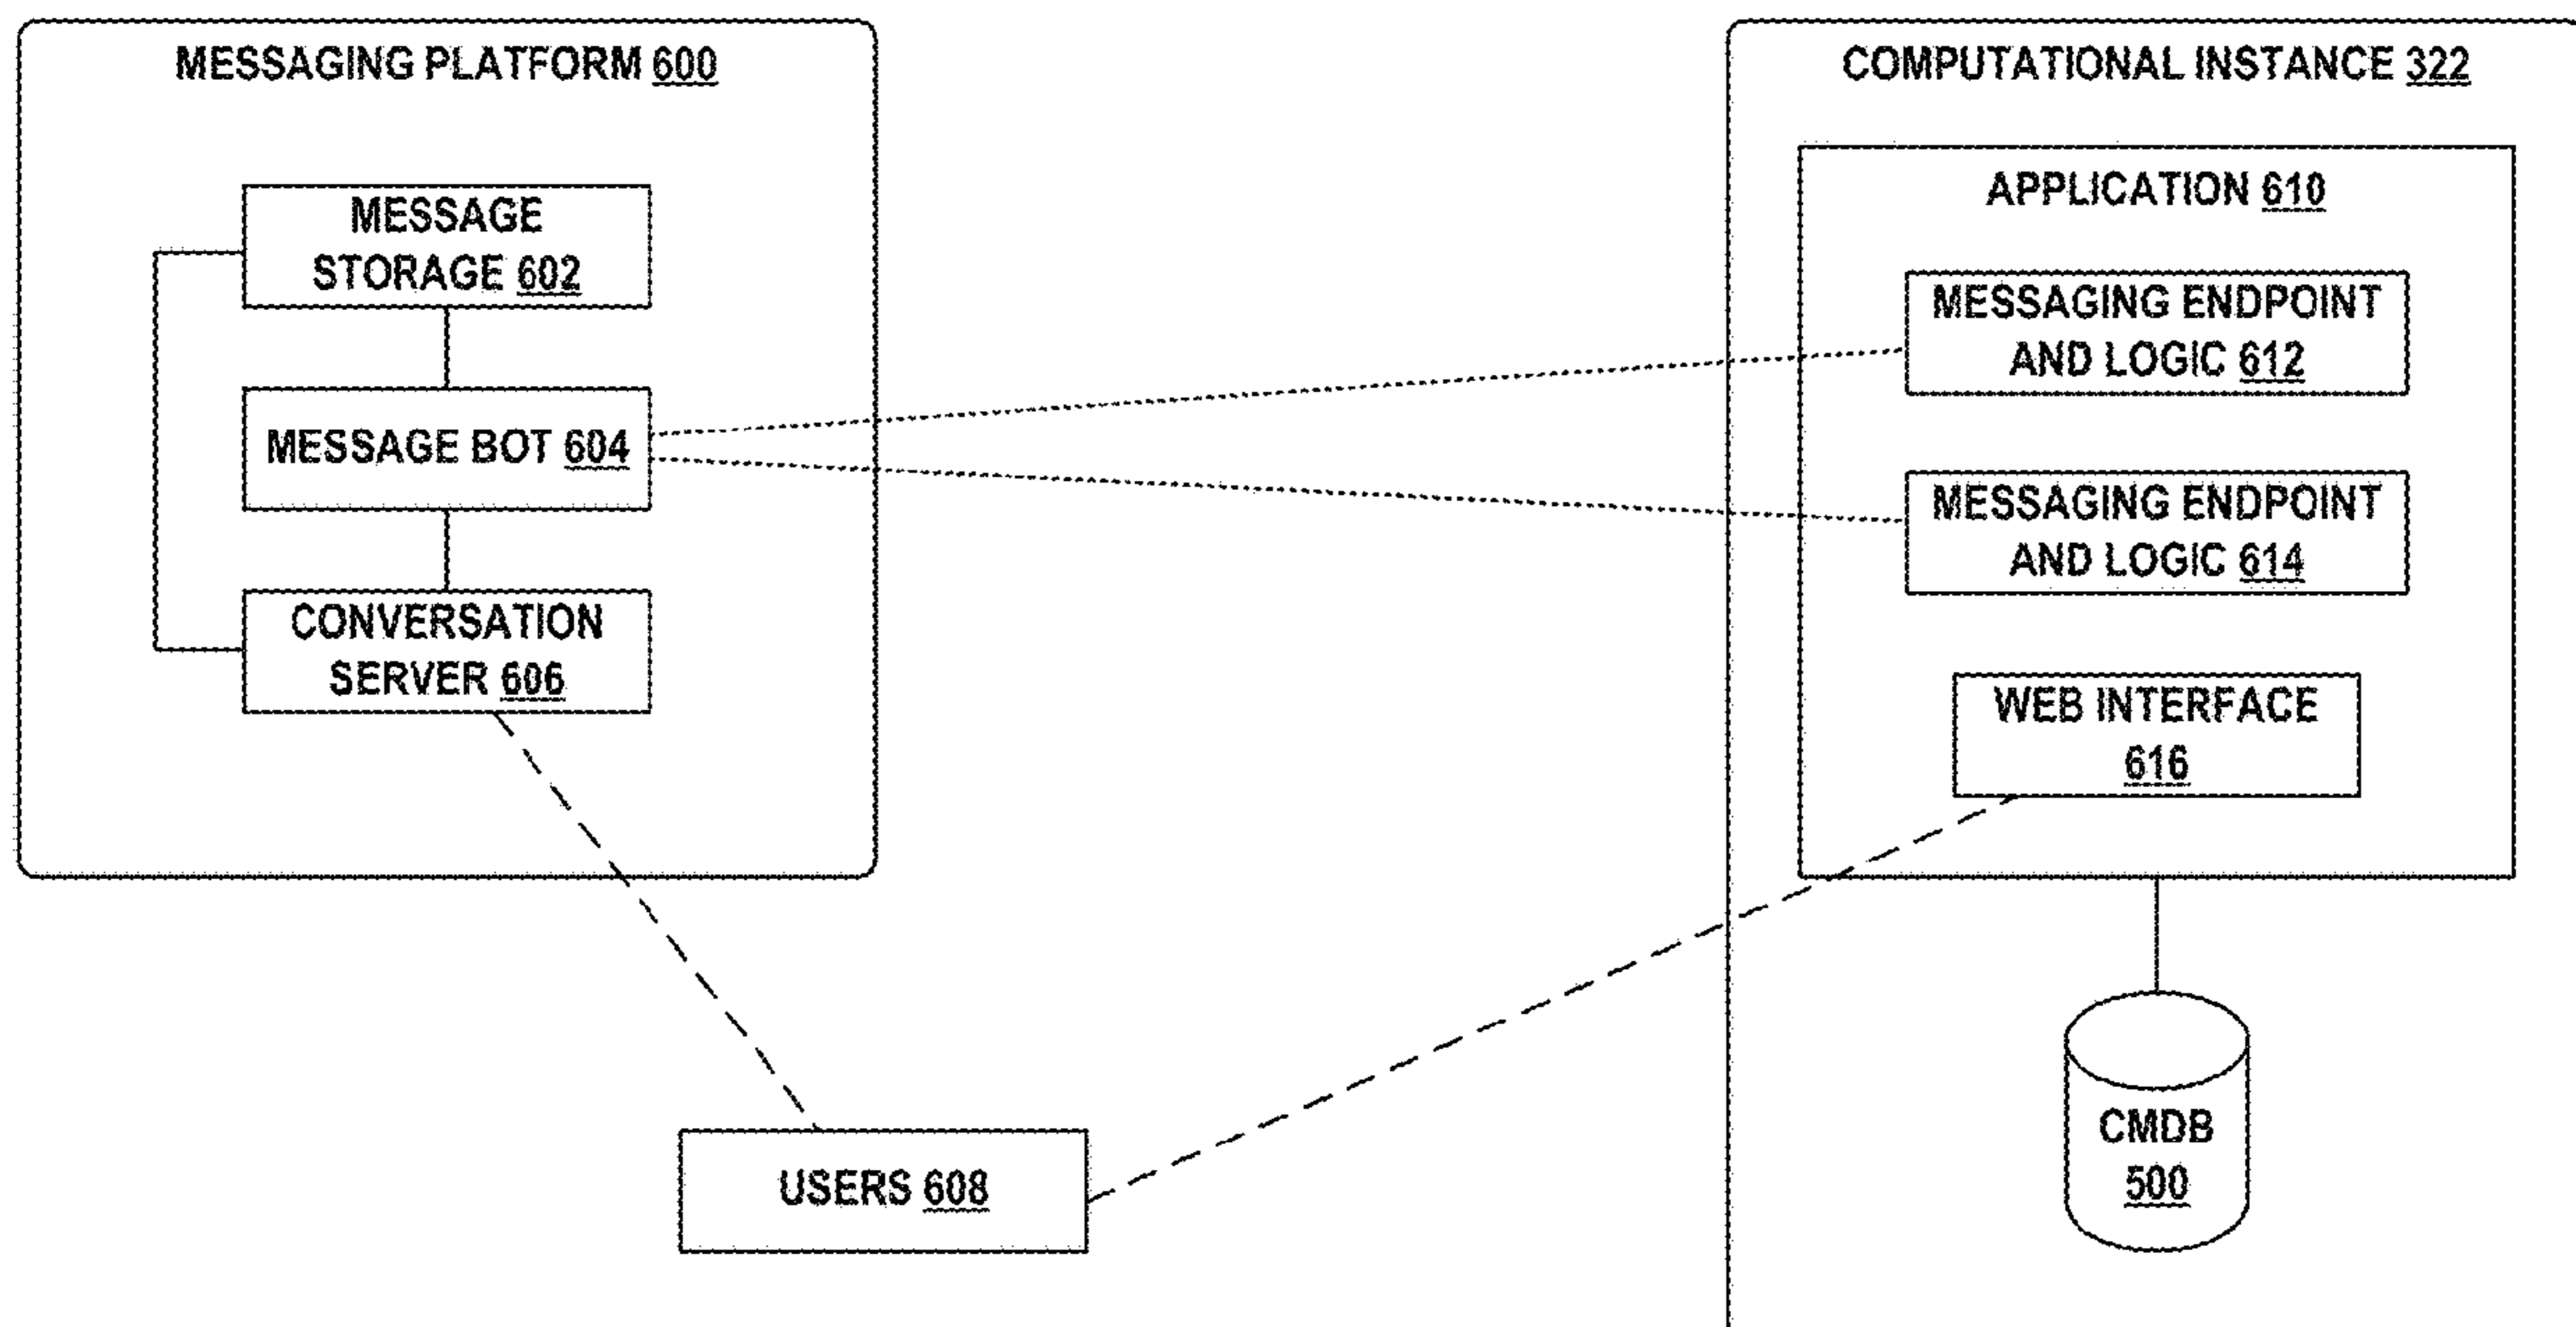 MESSAGING PLATFORM 600
MESSAGE
STORAGE 602
MESSAGE BOT 604
CONVERSATION
SERVER 606
USERS 608
COMPUTATIONAL INSTANCE 322
APPLICATION 610
MESSAGING ENDPOINT
AND LOGIC 612
MESSAGING ENDPOINT
AND LOGIC 614
WEB INTERFACE
616
CMDB
500